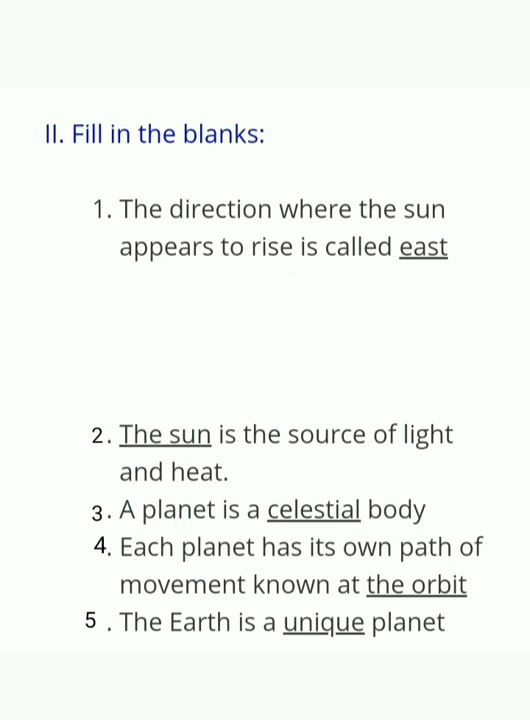 II. Fill in the blanks:
1. The direction where the sun
appears to rise is called east
2. The sun is the source of light
and heat.
3. A planet is a celestial body
4. Each planet has its own path of
movement known at the orbit
5 . The Earth is a unique planet